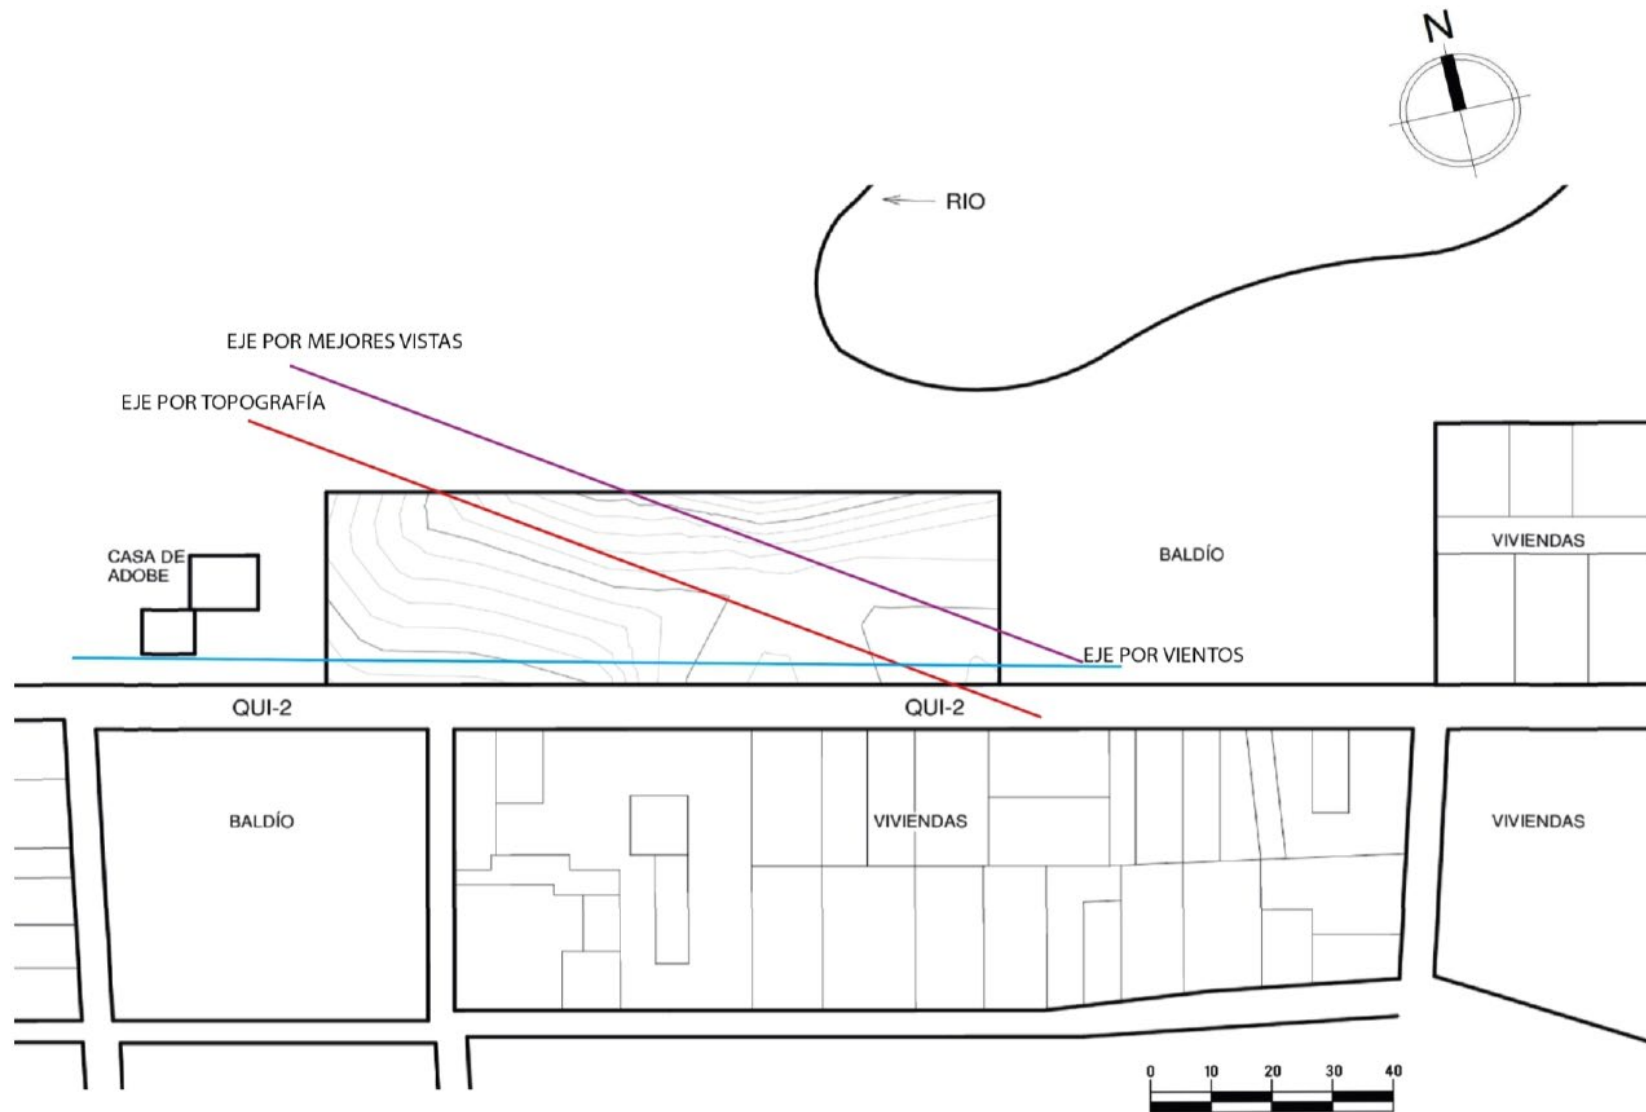 N
RIO
EJE POR MEJORES VISTAS
EJE POR TOPOGRAFÍA
CASA DE
ADOBE
BALDÍO
VIVIENDAS
EJE POR VIENTOS
QUI-2
QUI-2
BALDÍO
VIVIENDAS
VIVIENDAS
0 10 20 30 40